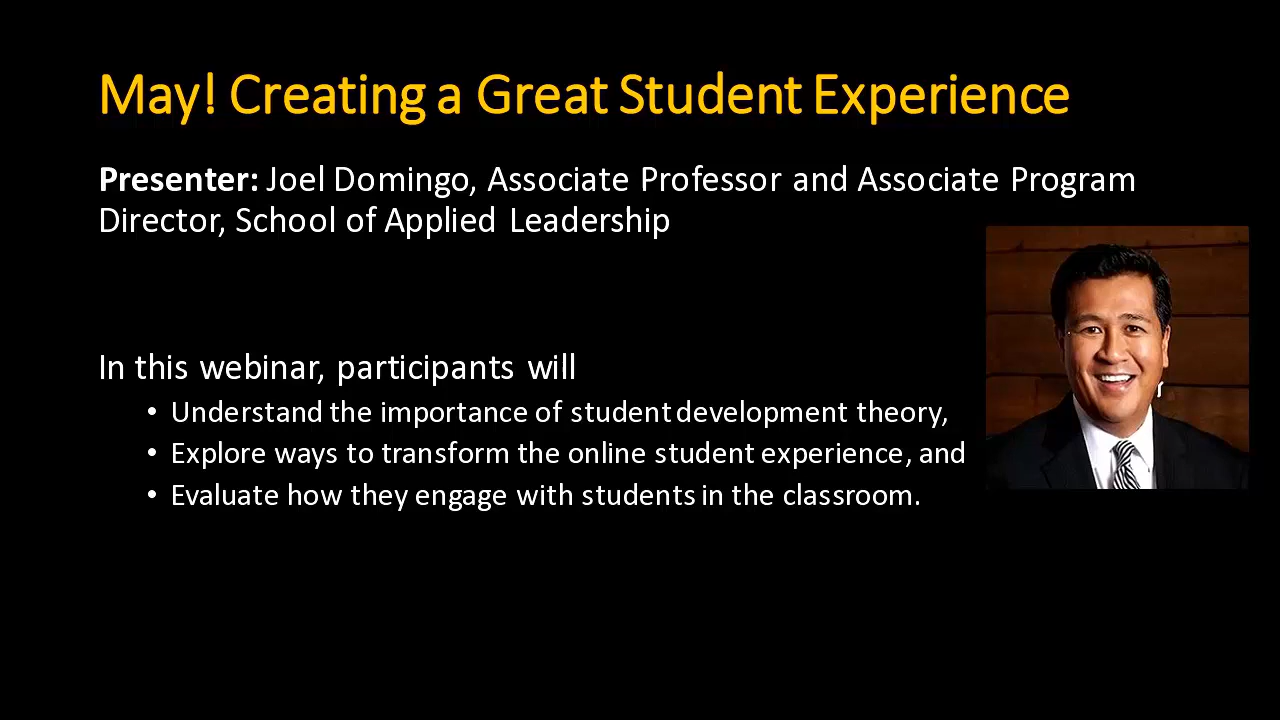 May! Creating a Great Student Experience
Presenter: Joel Domingo, Associate Professor and Associate Program
Director, School of Applied Leadership
In this webinar, participants will
• Understand the importance of student development theory,
• Explore ways to transform the online student experience, and
• Evaluate how they engage with students in the classroom.